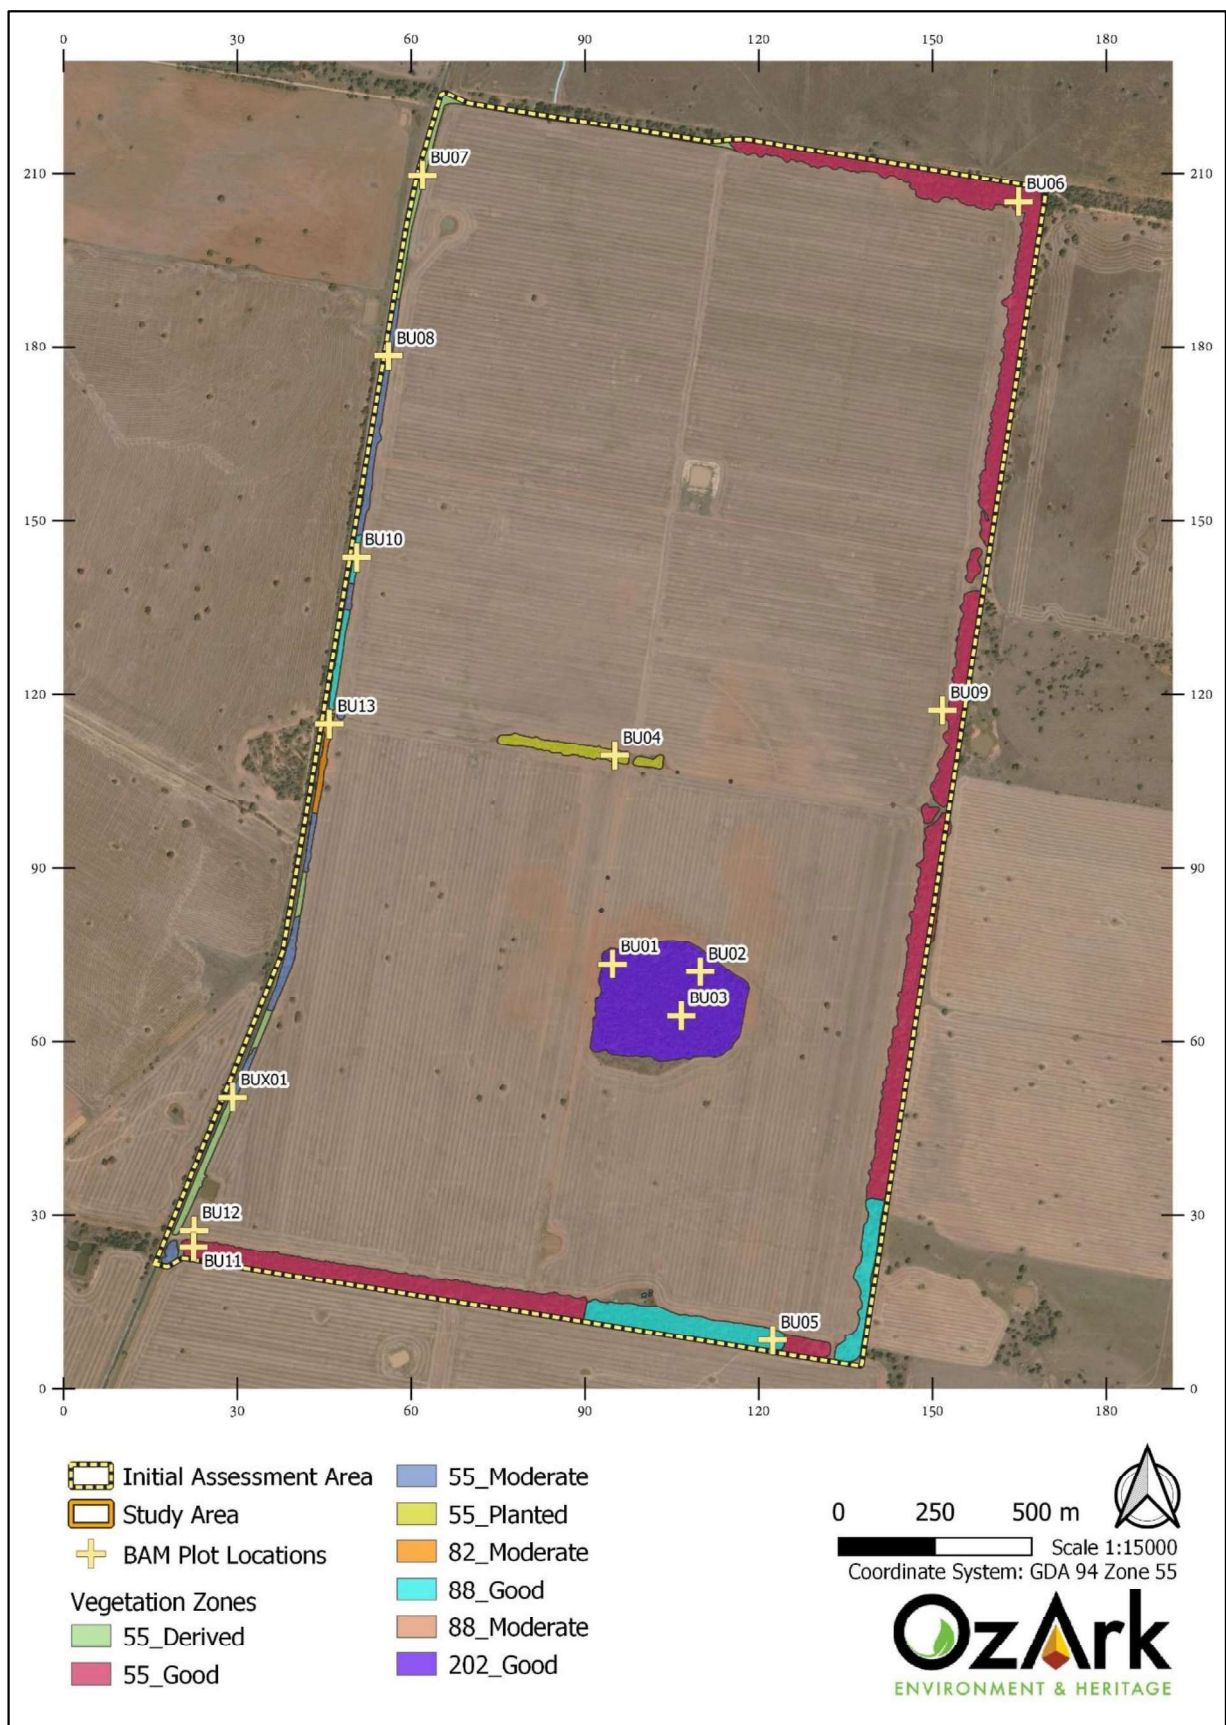 0 30 60 90 120 150 180
210 210
180 180
150 150
120 120
90 90
60 60
30 30
0 0
0 30 60 90 120 150 180
BU07
BU06
BU08
BU10
BU13
BU09
BU04
BU01
BU02
BU03
BUX01
BU12
BU11
BU05
Initial Assessment Area
Study Area
BAM Plot Locations
Vegetation Zones
55_Derived
55_Good
55_Moderate
55_Planted
82_Moderate
88_Good
88_Moderate
202_Good
0 250 500 m
Scale 1:15000
Coordinate System: GDA 94 Zone 55
OzArk
ENVIRONMENT & HERITAGE